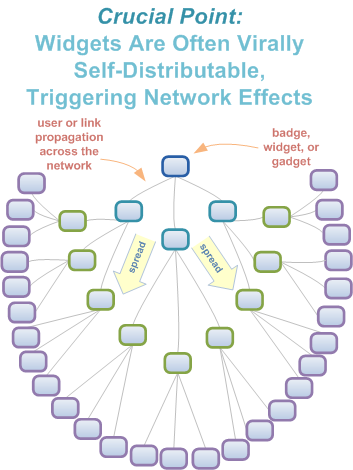 Crucial Point:
Widgets Are Often Virally
Self-Distributable,
Triggering Network Effects
user or link
propagation
across the
network
badge,
widget, or
gadget
spread
spread